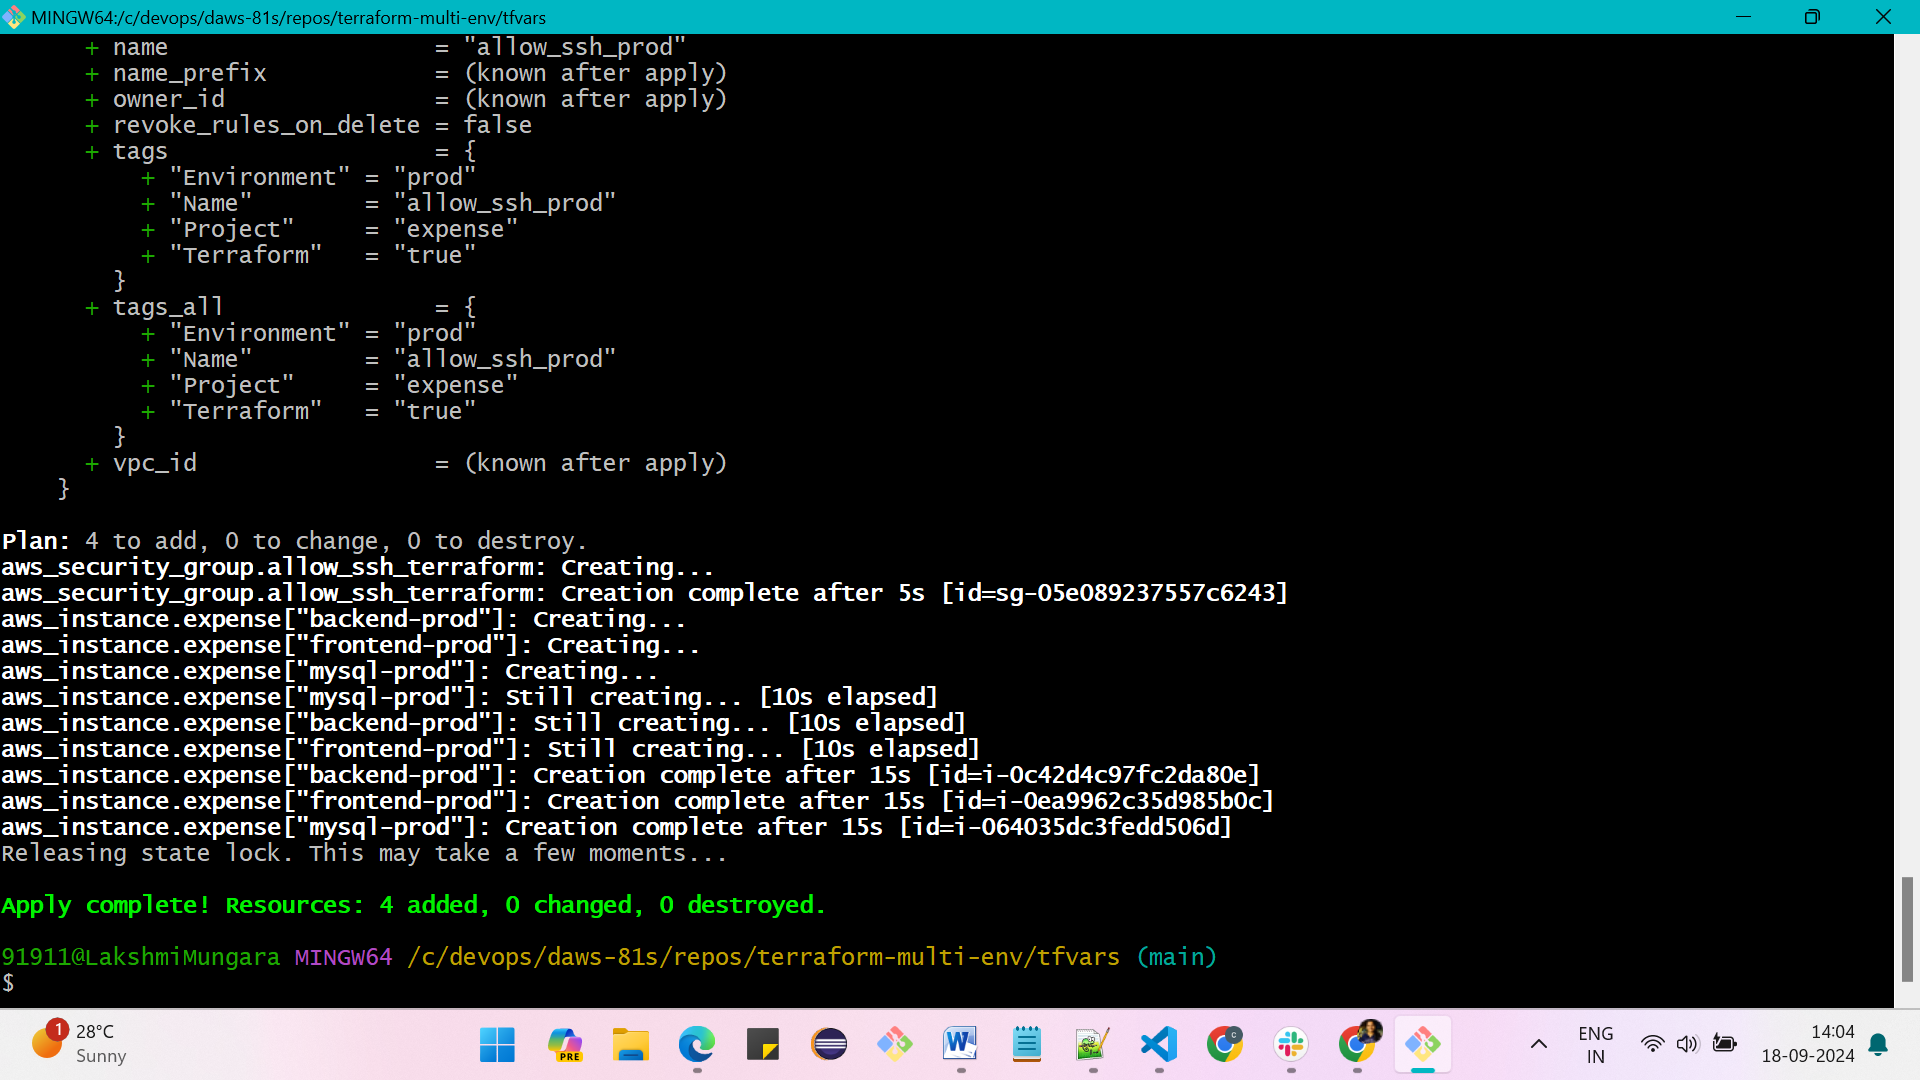 MINGW64:/c/devops/daws-81s/repos/terraform-multi-env/tfvars
+ name = "allow_ssh_prod"
+ name_prefix = (known after apply)
+ owner_id = (known after apply)
+ revoke_rules_on_delete = false
+ tags = {
+ "Environment" = "prod"
+ "Name" = "allow_ssh_prod"
+ "Project" = "expense"
+ "Terraform" = "true"
}
+ tags_all = {
+ "Environment" = "prod"
+ "Name" = "allow_ssh_prod"
+ "Project" = "expense"
+ "Terraform" = "true"
}
+ vpc_id = (known after apply)
}
Plan: 4 to add, 0 to change, 0 to destroy.
aws_security_group.allow_ssh_terraform: Creating...
aws_security_group.allow_ssh_terraform: Creation complete after 5s [id=sg-05e089237557c6243]
aws_instance.expense["backend-prod"]: Creating...
aws_instance.expense["frontend-prod"]: Creating...
aws_instance.expense["mysql-prod"]: Creating...
aws_instance.expense["mysql-prod"]: Still creating... [10s elapsed]
aws_instance.expense["backend-prod"]: Still creating... [10s elapsed]
aws_instance.expense["frontend-prod"]: Still creating... [10s elapsed]
aws_instance.expense["backend-prod"]: Creation complete after 15s [id=i-0c42d4c97fc2da80e]
aws_instance.expense["frontend-prod"]: Creation complete after 15s [id=i-0ea9962c35d985b0c]
aws_instance.expense["mysql-prod"]: Creation complete after 15s [id=i-064035dc3fedd506d]
Releasing state lock. This may take a few moments...
Apply complete! Resources: 4 added, 0 changed, 0 destroyed.
91911@LakshmiMungara MINGW64 /c/devops/daws-81s/repos/terraform-multi-env/tfvars (main)
$
1
28°C
Sunny
PRE
W
C
ENG
IN
14:04
18-09-2024